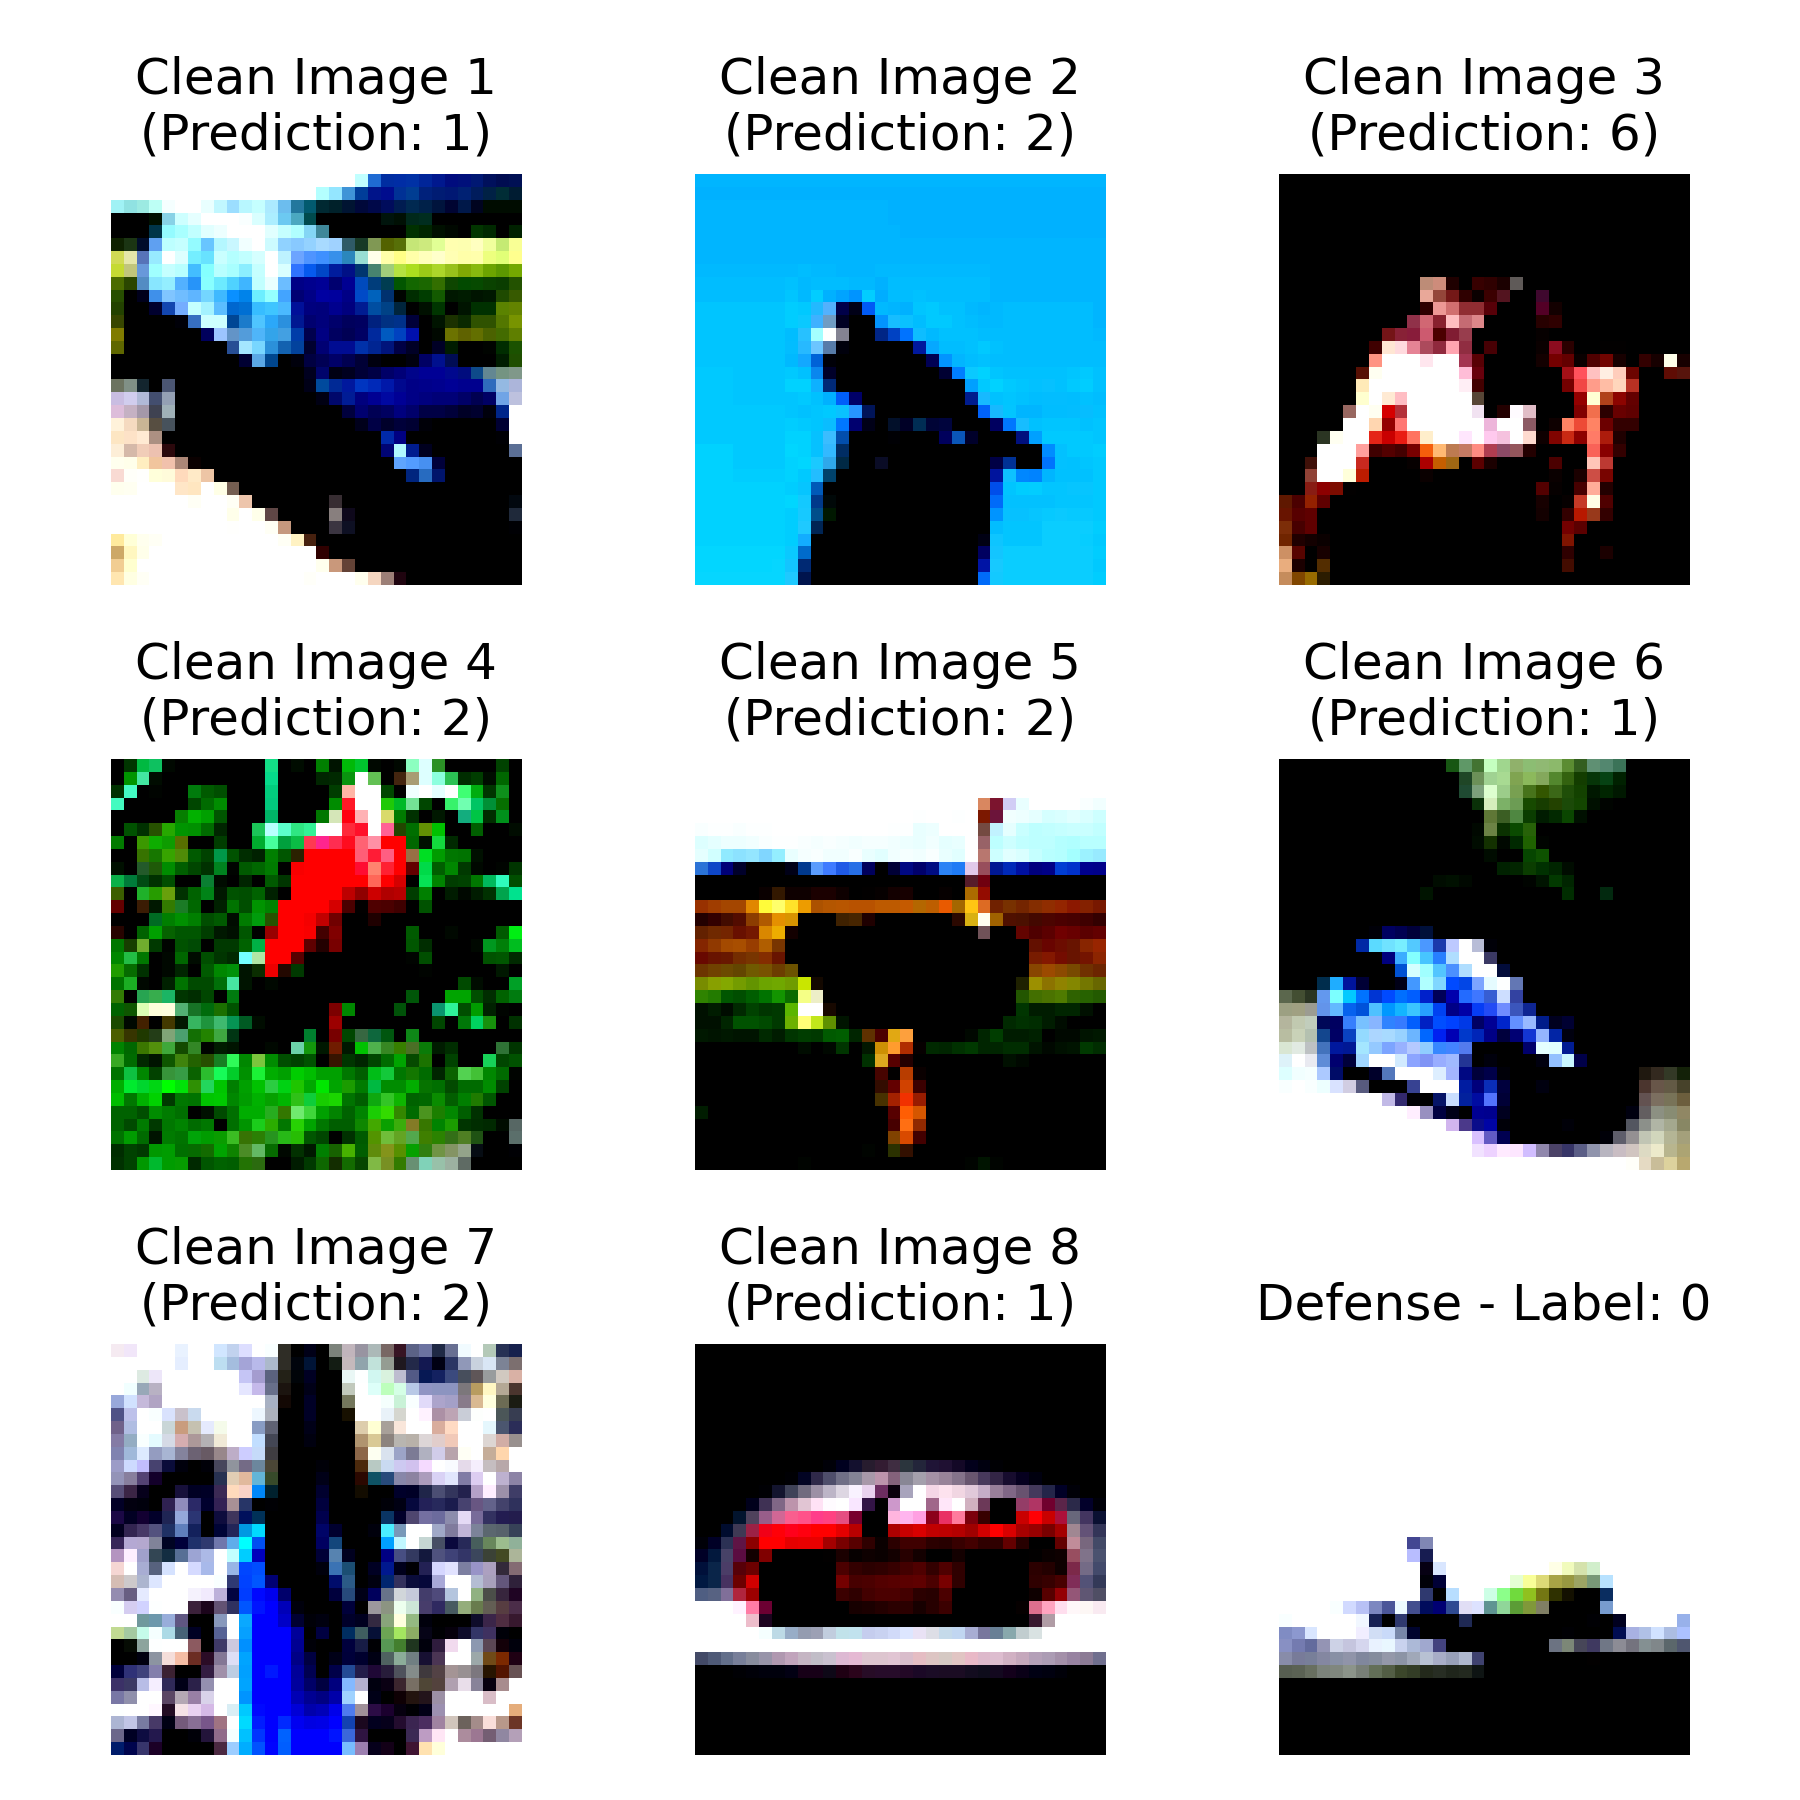 Clean Image 1
(Prediction: 1)
Clean Image 2
(Prediction: 2)
Clean Image 3
(Prediction: 6)
Clean Image 4
(Prediction: 2)
Clean Image 5
(Prediction: 2)
Clean Image 6
(Prediction: 1)
Clean Image 7
(Prediction: 2)
Clean Image 8
(Prediction: 1)
Defense - Label: 0